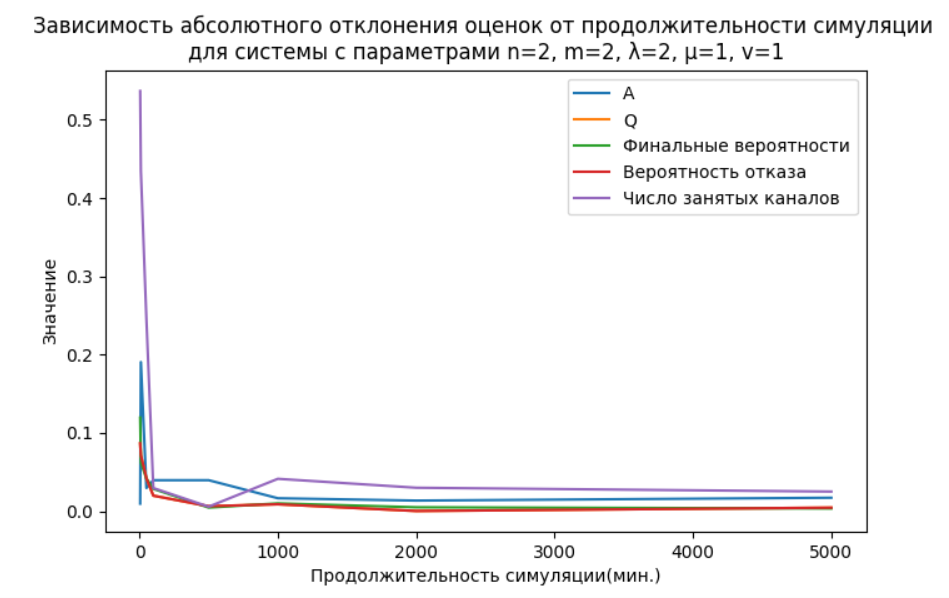 Зависимость абсолютного отклонения оценок от продолжительности симуляции
для системы с параметрами n=2, m=2, λ=2, μ=1, v=1
A
Q
Финальные вероятности
Вероятность отказа
Число занятых каналов
Значение
0.5
0.4
0.3
0.2
0.1
0.0
0 1000 2000 3000 4000 5000
Продолжительность симуляции(мин.)